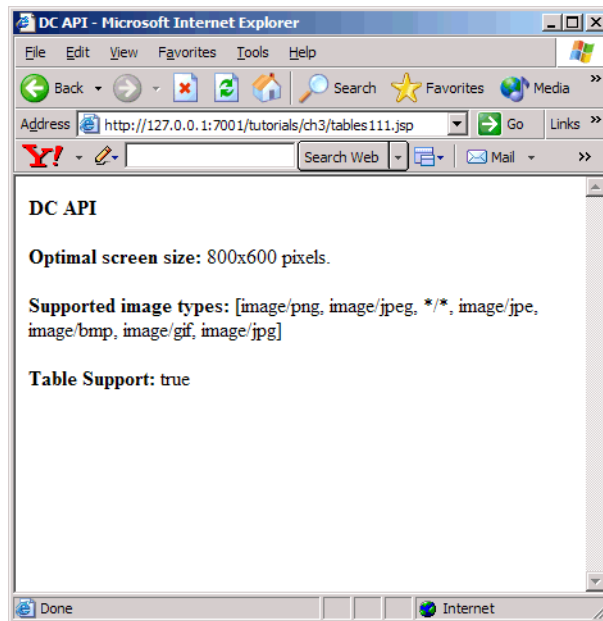 DC API - Microsoft Internet Explorer
File Edit View Favorites Tools Help
Back Search Favorites Media »
Address http://127.0.0.1:7001/tutorials/ch3/tables111.jsp Go Links »
Y! Search Web Mail »
DC API
Optimal screen size: 800x600 pixels.
Supported image types: [image/png, image/jpeg, */*, image/jpe,
image/bmp, image/gif, image/jpg]
Table Support: true
Done Internet